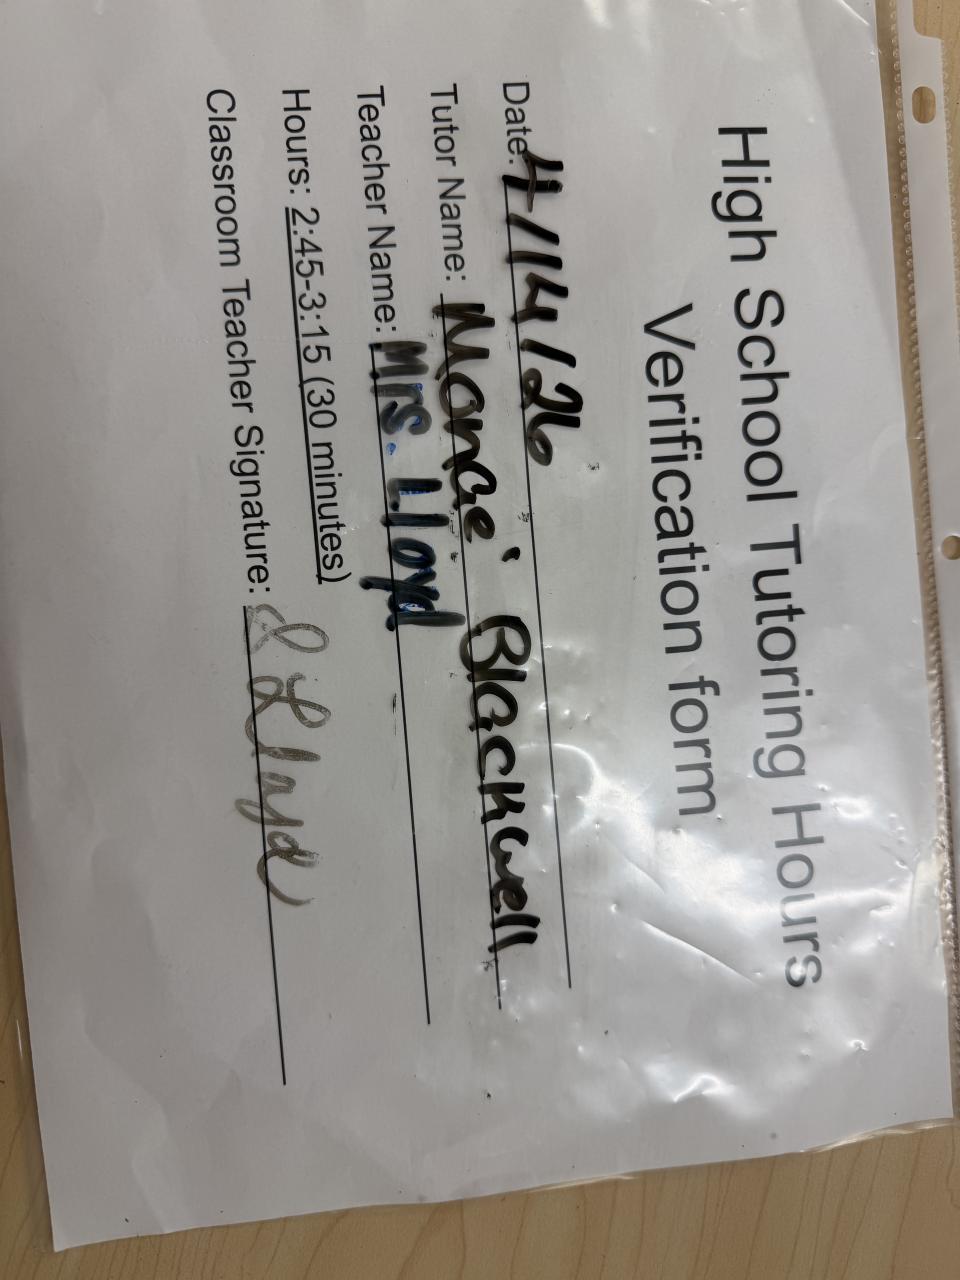 High School Tutoring Hours
Verification form
Date: 4/14/26
Tutor Name: Monae' Blackwell
Teacher Name: Mrs. Lloyd
Hours: 2:45-3:15 (30 minutes)
Classroom Teacher Signature: L Lloyd